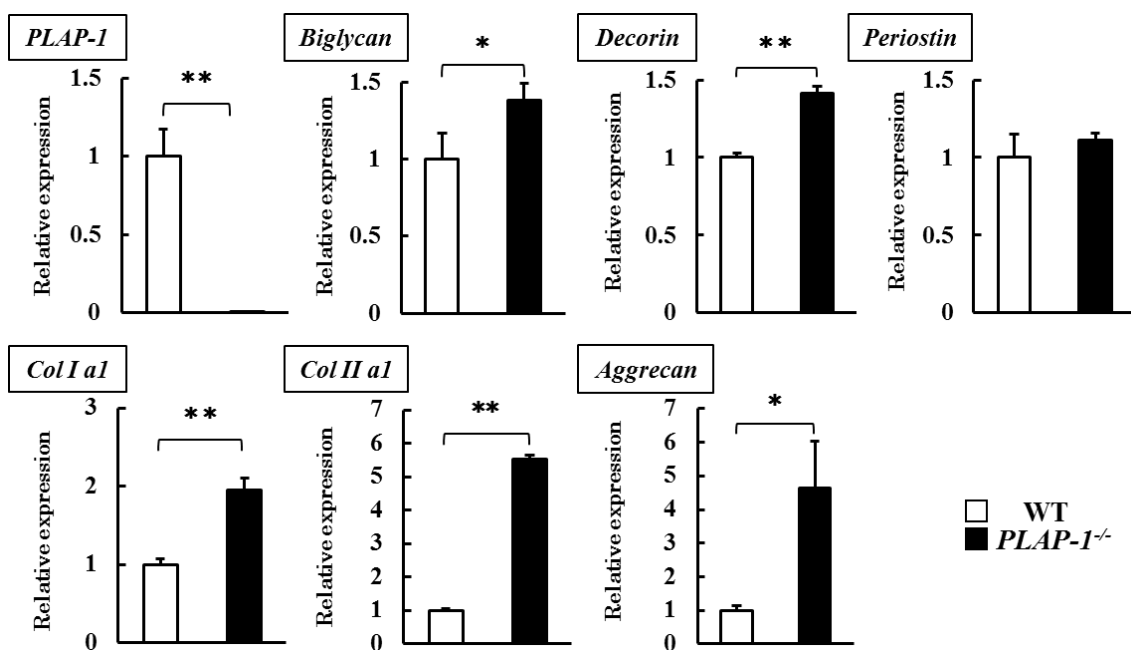 PLAP-1
**
Relative expression
1.5
1
0.5
0
Biglycan
*
Relative expression
1.5
1
0.5
0
Decorin
**
Relative expression
1.5
1
0.5
0
Periostin
Relative expression
1.5
1
0.5
0
Col I a1
**
Relative expression
3
2
1
0
Col II a1
**
Relative expression
7
6
5
4
3
2
1
0
Aggrecan
*
Relative expression
7
6
5
4
3
2
1
0
WT
PLAP-1-/-